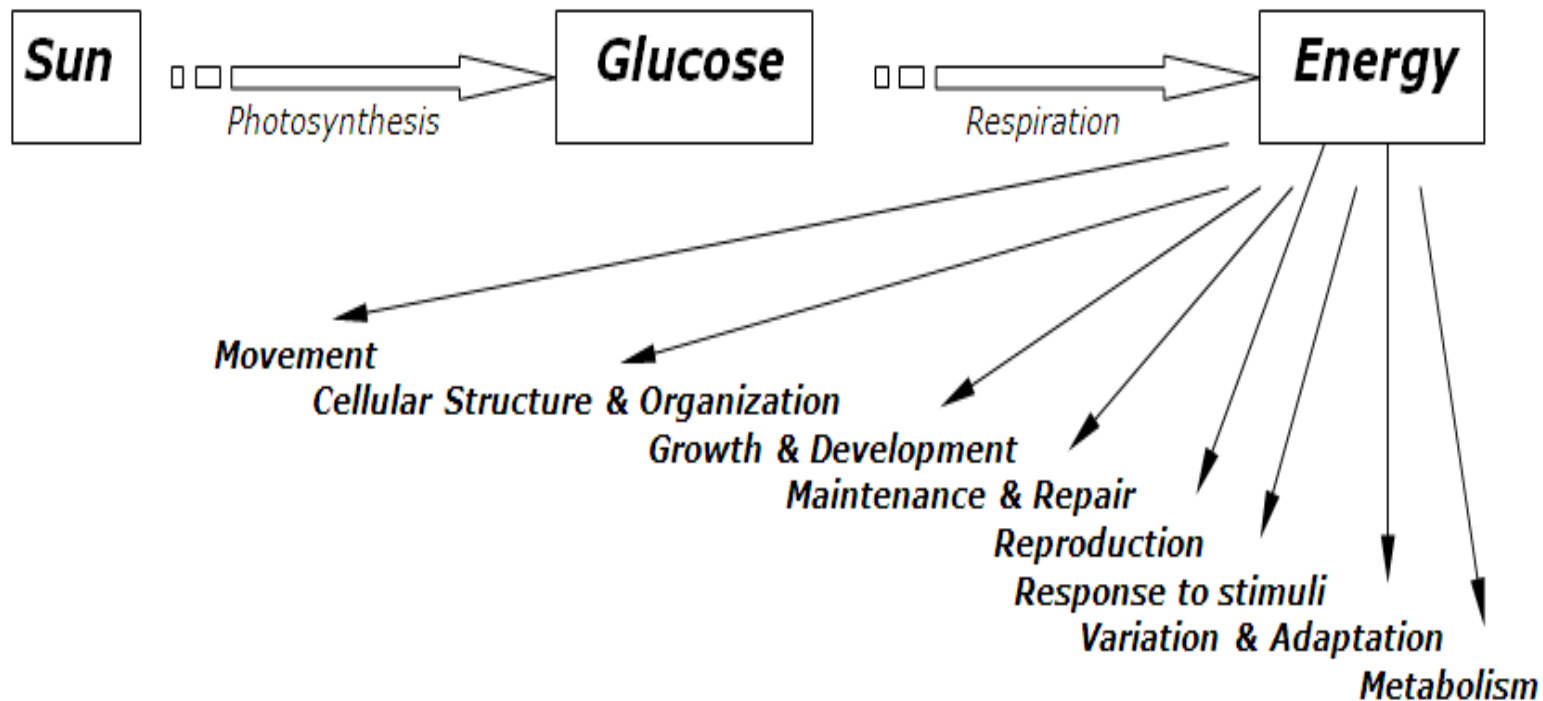 Sun
Glucose
Energy
Photosynthesis
Respiration
Movement
Cellular Structure & Organization
Growth & Development
Maintenance & Repair
Reproduction
Response to stimuli
Variation & Adaptation
Metabolism